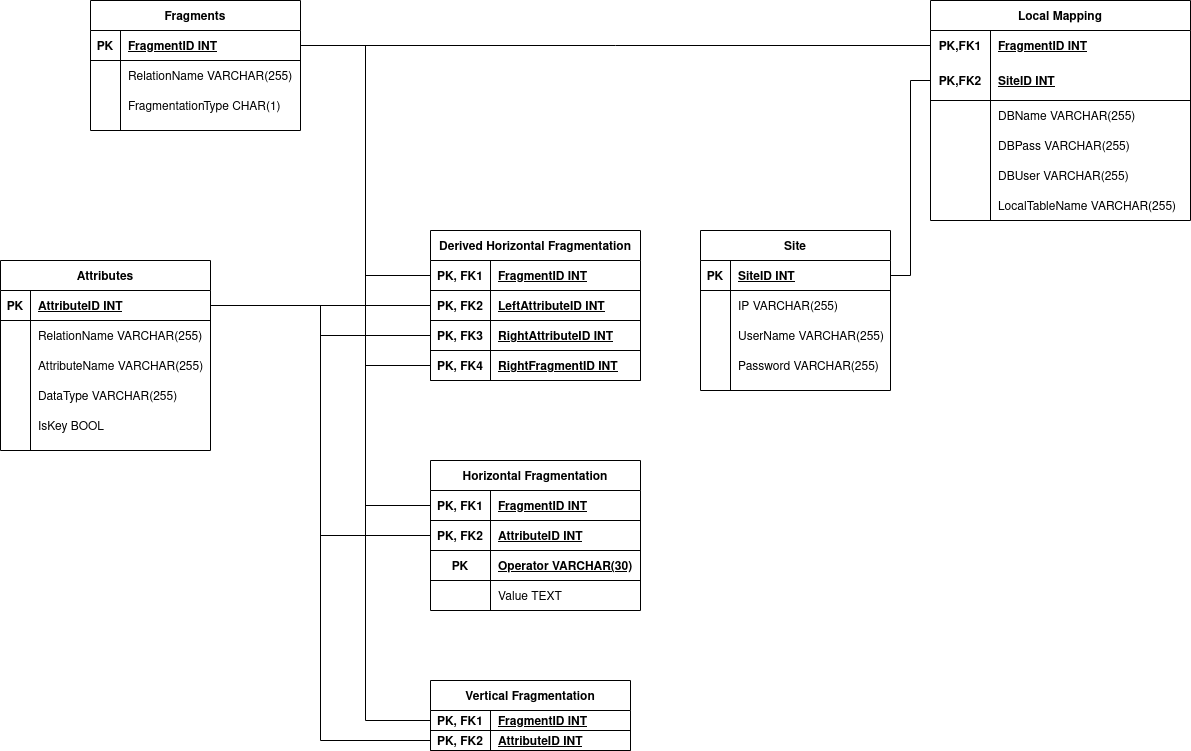 Fragments
PK FragmentID INT
RelationName VARCHAR(255)
FragmentationType CHAR(1)
Local Mapping
PK,FK1 FragmentID INT
PK,FK2 SiteID INT
DBName VARCHAR(255)
DBPass VARCHAR(255)
DBUser VARCHAR(255)
LocalTableName VARCHAR(255)
Attributes
PK AttributeID INT
RelationName VARCHAR(255)
AttributeName VARCHAR(255)
DataType VARCHAR(255)
IsKey BOOL
Derived Horizontal Fragmentation
PK, FK1 FragmentID INT
PK, FK2 LeftAttributeID INT
PK, FK3 RightAttributeID INT
PK, FK4 RightFragmentID INT
Site
PK SiteID INT
IP VARCHAR(255)
UserName VARCHAR(255)
Password VARCHAR(255)
Horizontal Fragmentation
PK, FK1 FragmentID INT
PK, FK2 AttributeID INT
PK Operator VARCHAR(30)
Value TEXT
Vertical Fragmentation
PK, FK1 FragmentID INT
PK, FK2 AttributeID INT